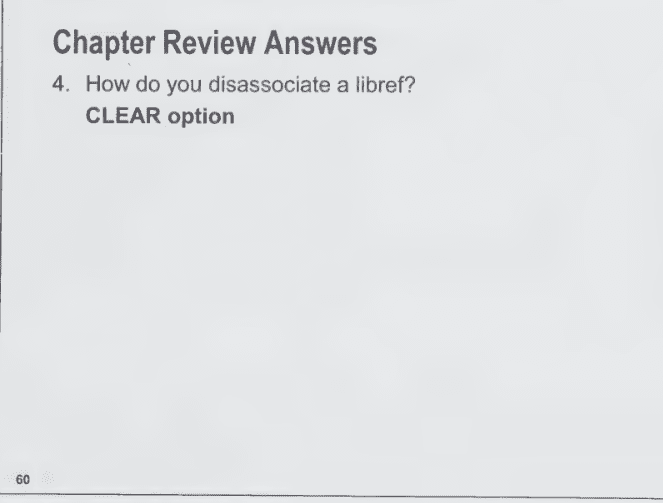 Chapter Review Answers
4. How do you disassociate a libref?
CLEAR option
60